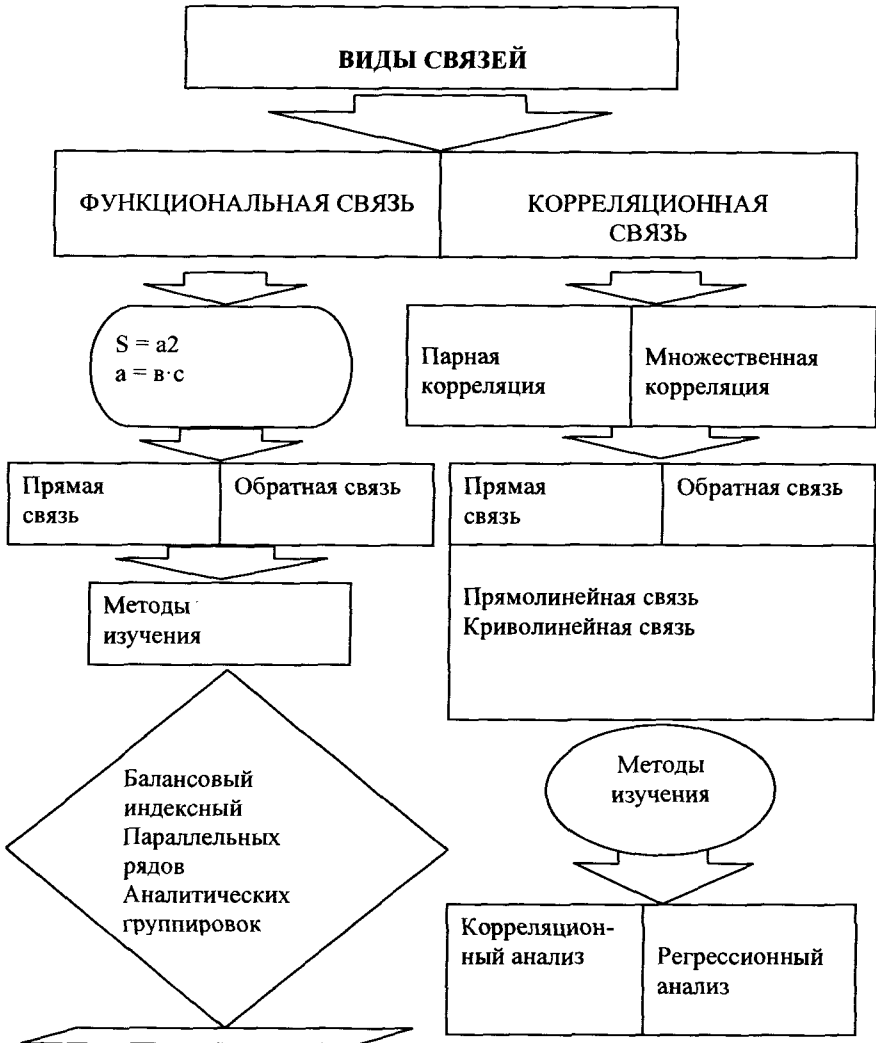 ВИДЫ СВЯЗЕЙ
ФУНКЦИОНАЛЬНАЯ СВЯЗЬ
КОРРЕЛЯЦИОННАЯ
СВЯЗЬ
S = a2
a = в·с
Парная
корреляция
Множественная
корреляция
Прямая
связь
Обратная связь
Прямая
связь
Обратная связь
Методы
изучения
Прямолинейная связь
Криволинейная связь
Балансовый
индексный
Параллельных
рядов
Аналитических
группировок
Методы
изучения
Корреляцион-
ный анализ
Регрессионный
анализ